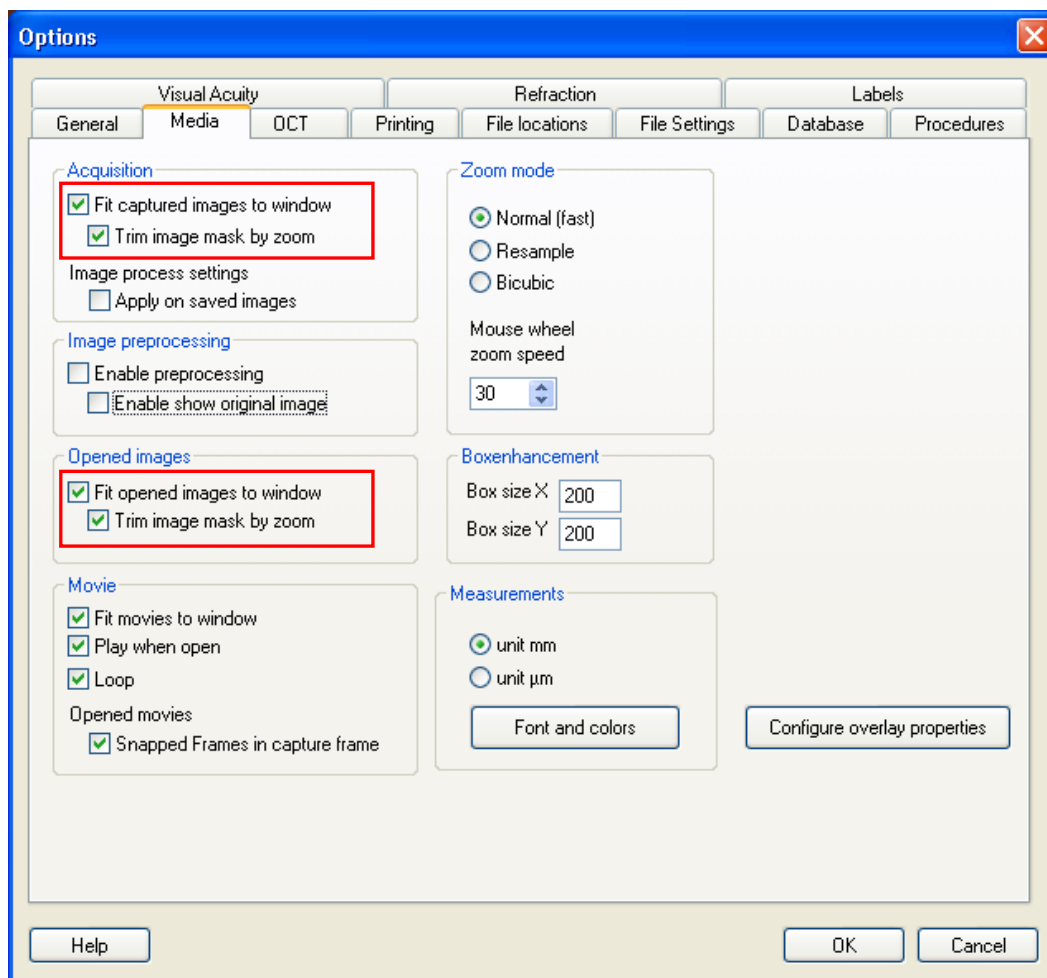 Options
Visual Acuity
Refraction
Labels
General
Media
OCT
Printing
File locations
File Settings
Database
Procedures
Acquisition
Fit captured images to window
Trim image mask by zoom
Image process settings
Apply on saved images
Image preprocessing
Enable preprocessing
Enable show original image
Opened images
Fit opened images to window
Trim image mask by zoom
Movie
Fit movies to window
Play when open
Loop
Opened movies
Snapped Frames in capture frame
Zoom mode
Normal (fast)
Resample
Bicubic
Mouse wheel
zoom speed
30
Boxenhancement
Box size X 200
Box size Y 200
Measurements
unit mm
unit µm
Font and colors
Configure overlay properties
Help
OK
Cancel